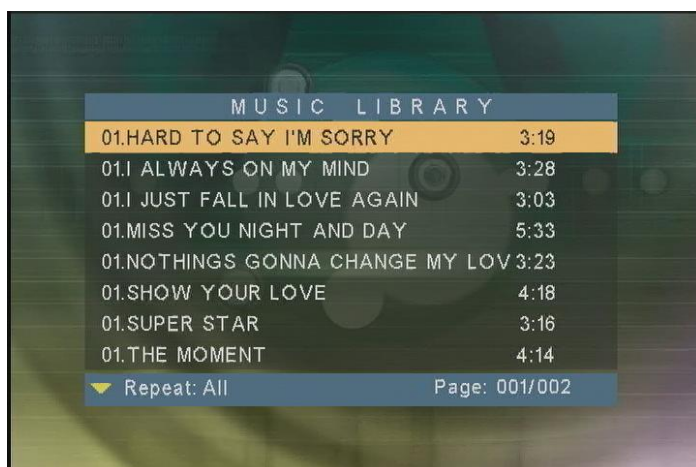 MUSIC LIBRARY
01.HARD TO SAY I'M SORRY 3:19
01.I ALWAYS ON MY MIND 3:28
01.I JUST FALL IN LOVE AGAIN 3:03
01.MISS YOU NIGHT AND DAY 5:33
01.NOTHINGS GONNA CHANGE MY LOV 3:23
01.SHOW YOUR LOVE 4:18
01.SUPER STAR 3:16
01.THE MOMENT 4:14
Repeat: All Page: 001/002